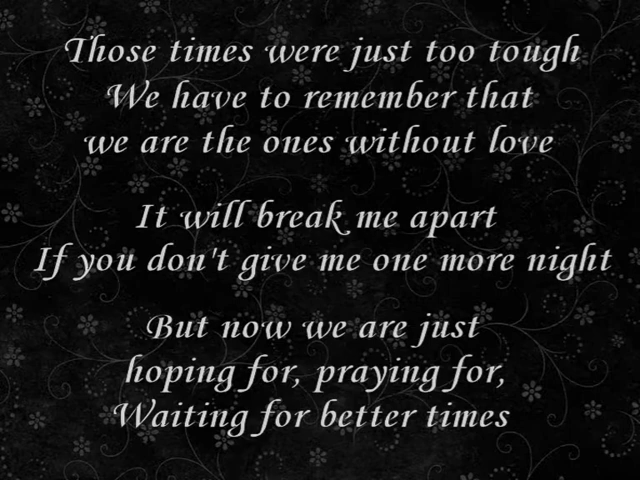 Those times were just too tough
We have to remember that
we are the ones without love
It will break me apart
If you don't give me one more night
But now we are just
hoping for, praying for,
Waiting for better times